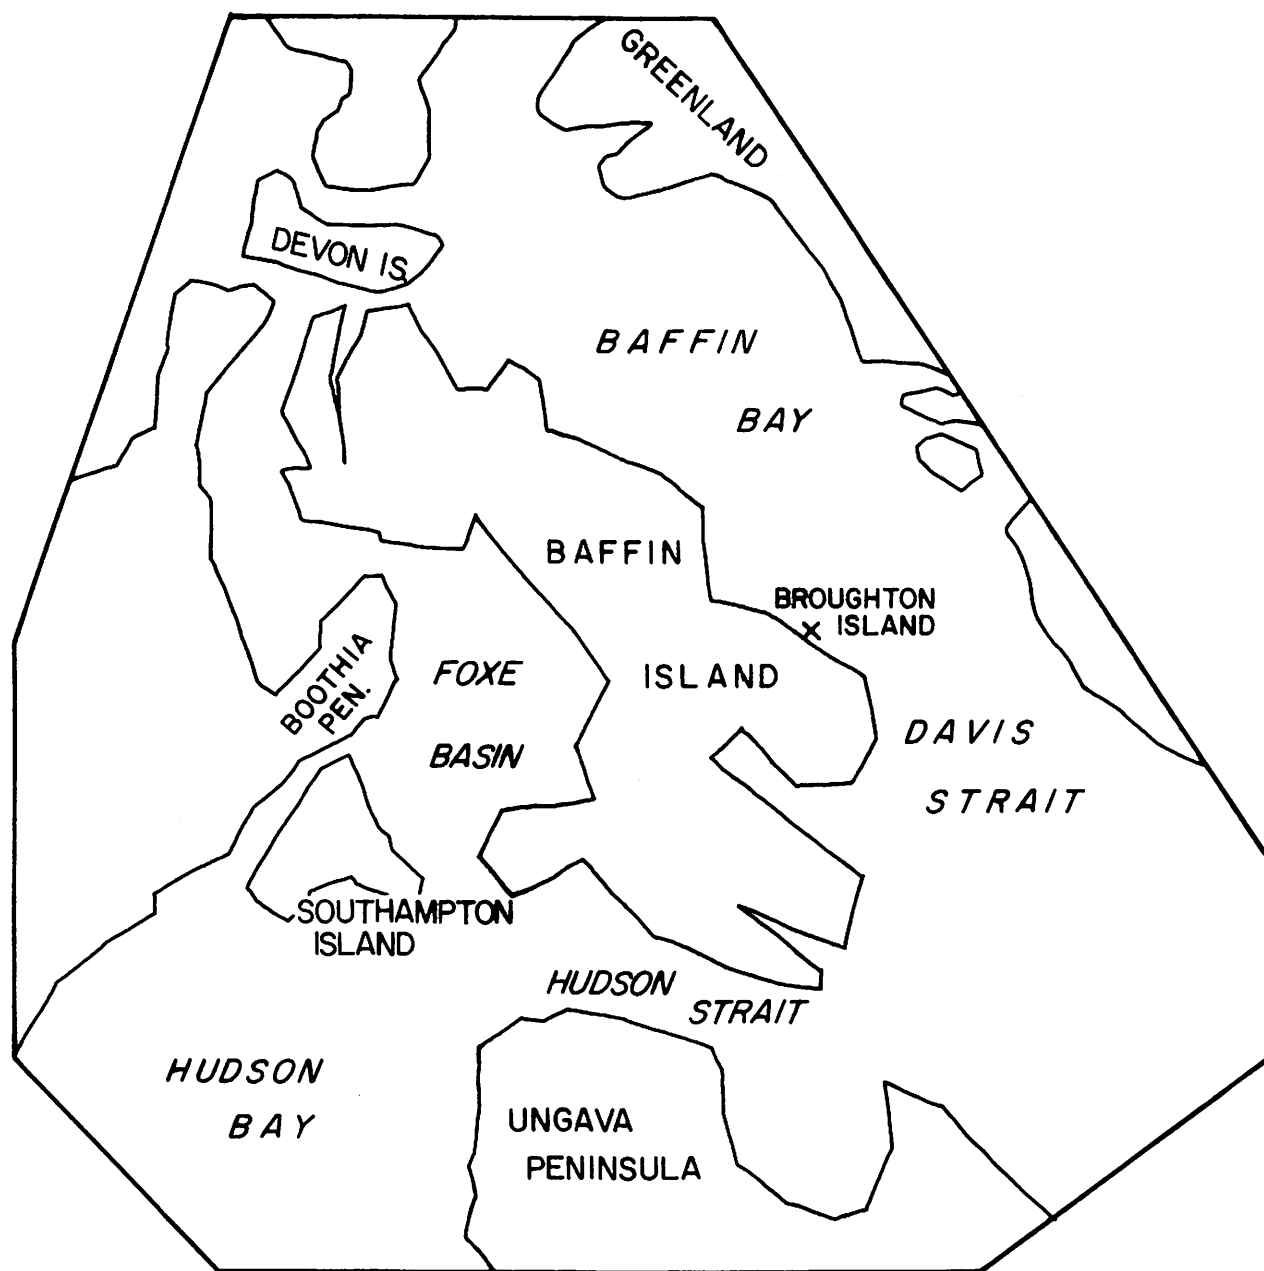 GREENLAND
DEVON IS.
BAFFIN
BAY
BAFFIN
ISLAND
BROUGHTON
ISLAND
BOOTHIA
PEN.
FOXE
BASIN
DAVIS
STRAIT
SOUTHAMPTON
ISLAND
HUDSON
STRAIT
HUDSON
BAY
UNGAVA
PENINSULA